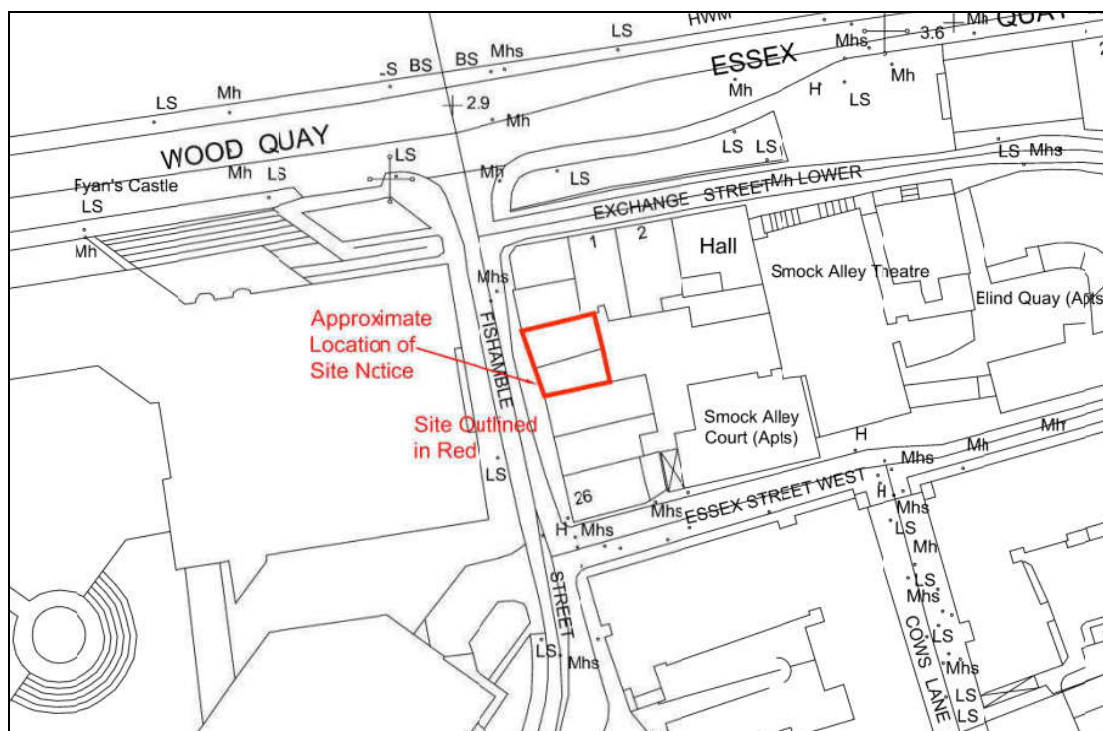 HWM
QUAY
3.6
Mh
LS
Mhs
BS
BS
LS
ESSEX
Mhs
Mh
LS
Mh
Mh
H
LS
2.9
Mh
WOOD QUAY
LS
LS
LS
LS
Mhs
Mh
LS
Mh
LS
Fyan's Castle
LS
Mh
EXCHANGE STREET LOWER
Mh
1
2
Hall
Smock Alley Theatre
Mh
Mhs
Elind Quay (Apts
Approximate
Location of
Site Notice
FISHAMBLE
Site Outlined
in Red
LS
Smock Alley
Court (Apts)
H
Mh
Mhs
26
Mhs
ESSEX STREET WEST
H
H
Mhs
Mhs
LS
Mh
STREET
LS
Mhs
LS
COWS LANE
Mhs
LS
Mhs
LS
LS
2